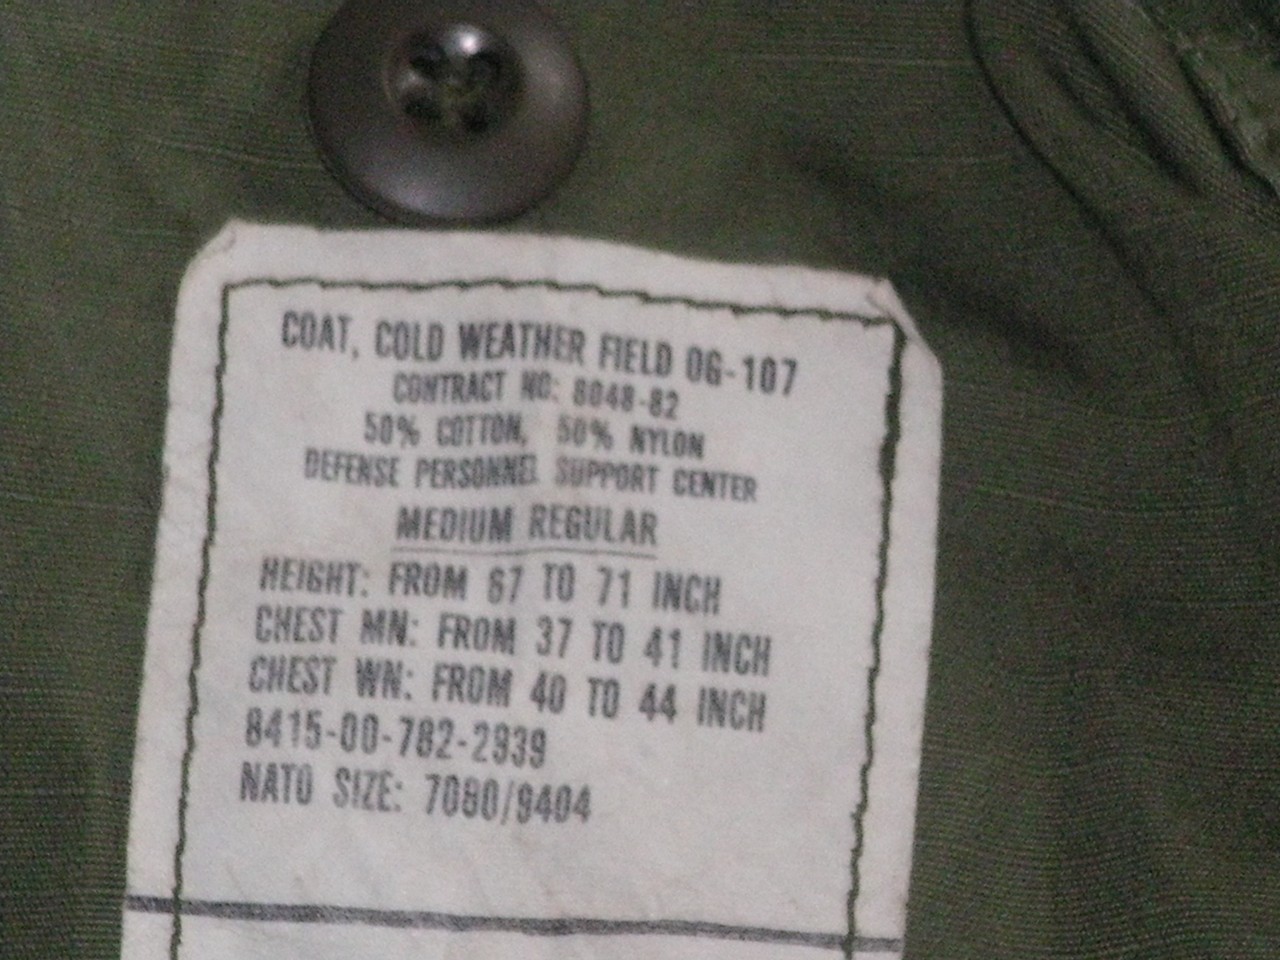 COAT, COLD WEATHER FIELD OG-107
CONTRACT NO: 8048-82
50% COTTON, 50% NYLON
DEFENSE PERSONNEL SUPPORT CENTER
MEDIUM REGULAR
HEIGHT: FROM 67 TO 71 INCH
CHEST MN: FROM 37 TO 41 INCH
CHEST WN: FROM 40 TO 44 INCH
8415-00-782-2939
NATO SIZE: 7080/9404